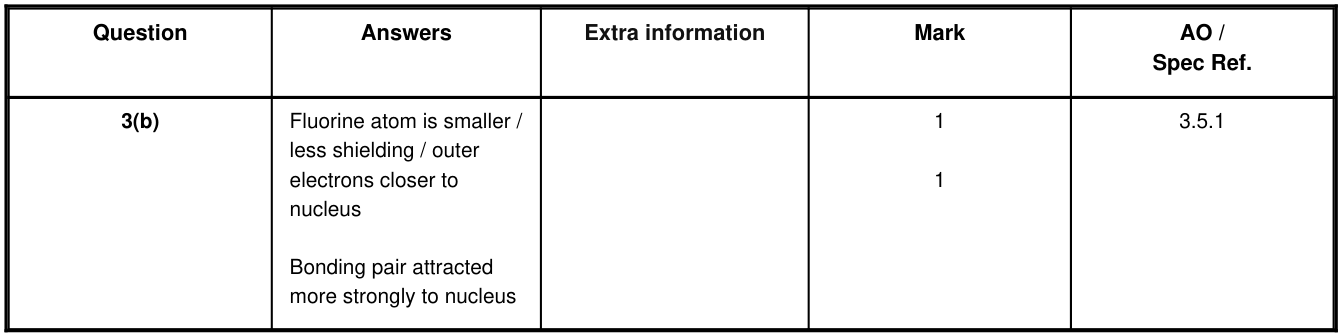 Question
Answers
Extra information
Mark
AO /
Spec Ref.
3(b)
Fluorine atom is smaller /
less shielding / outer
electrons closer to
nucleus
Bonding pair attracted
more strongly to nucleus
1
1
3.5.1